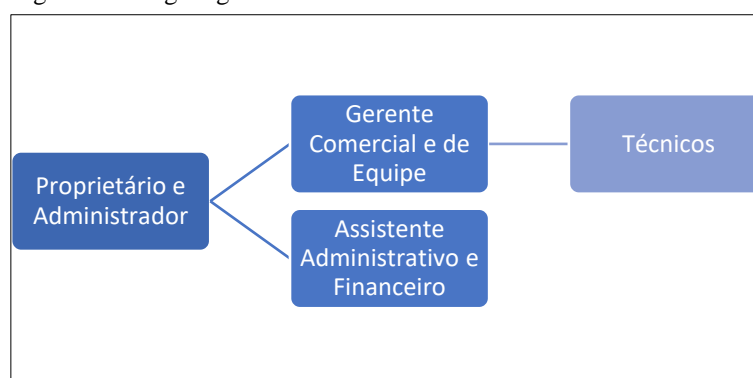 Proprietário e
Administrador
Gerente
Comercial e de
Equipe
Técnicos
Assistente
Administrativo e
Financeiro